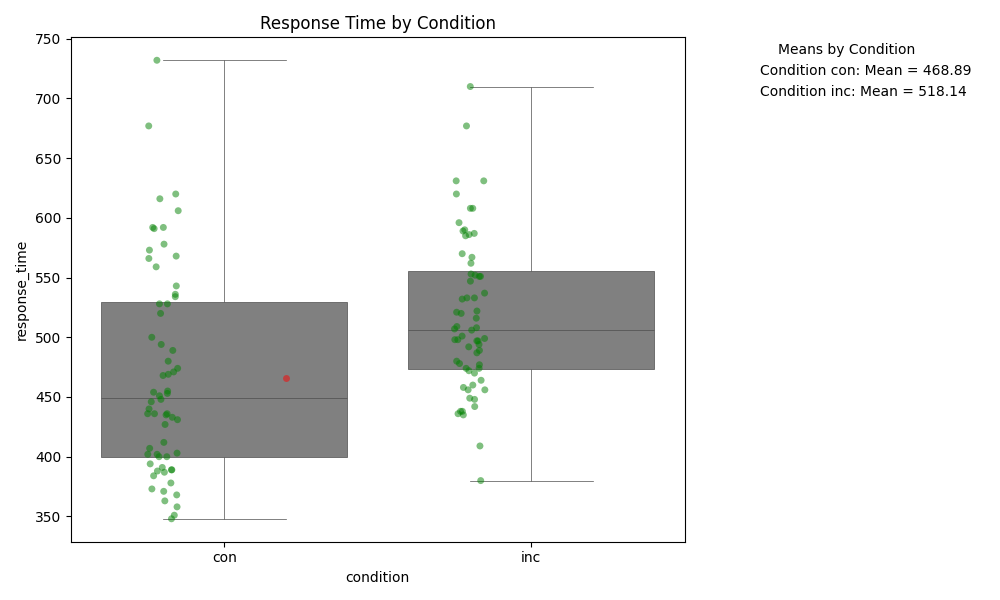 Response Time by Condition
Means by Condition
Condition con: Mean = 468.89
Condition inc: Mean = 518.14
response_time
750
700
650
600
550
500
450
400
350
con
inc
condition